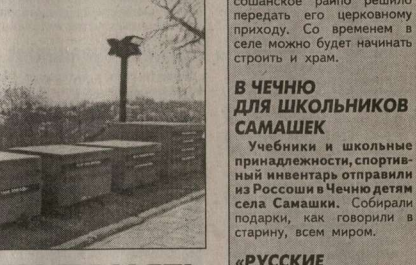 сошанское райпо решило
передать его церковному
приходу. Со временем в
селе можно будет начинать
строить и храм.
В ЧЕЧНЮ
ДЛЯ ШКОЛЬНИКОВ
САМАШЕК
Учебники и школьные
принадлежности, спортив-
ный инвентарь отправили
из Россоши в Чечню детям
села Самашки. Собирали
подарки, как говорили в
старину, всем миром.
«РУССКИЕ